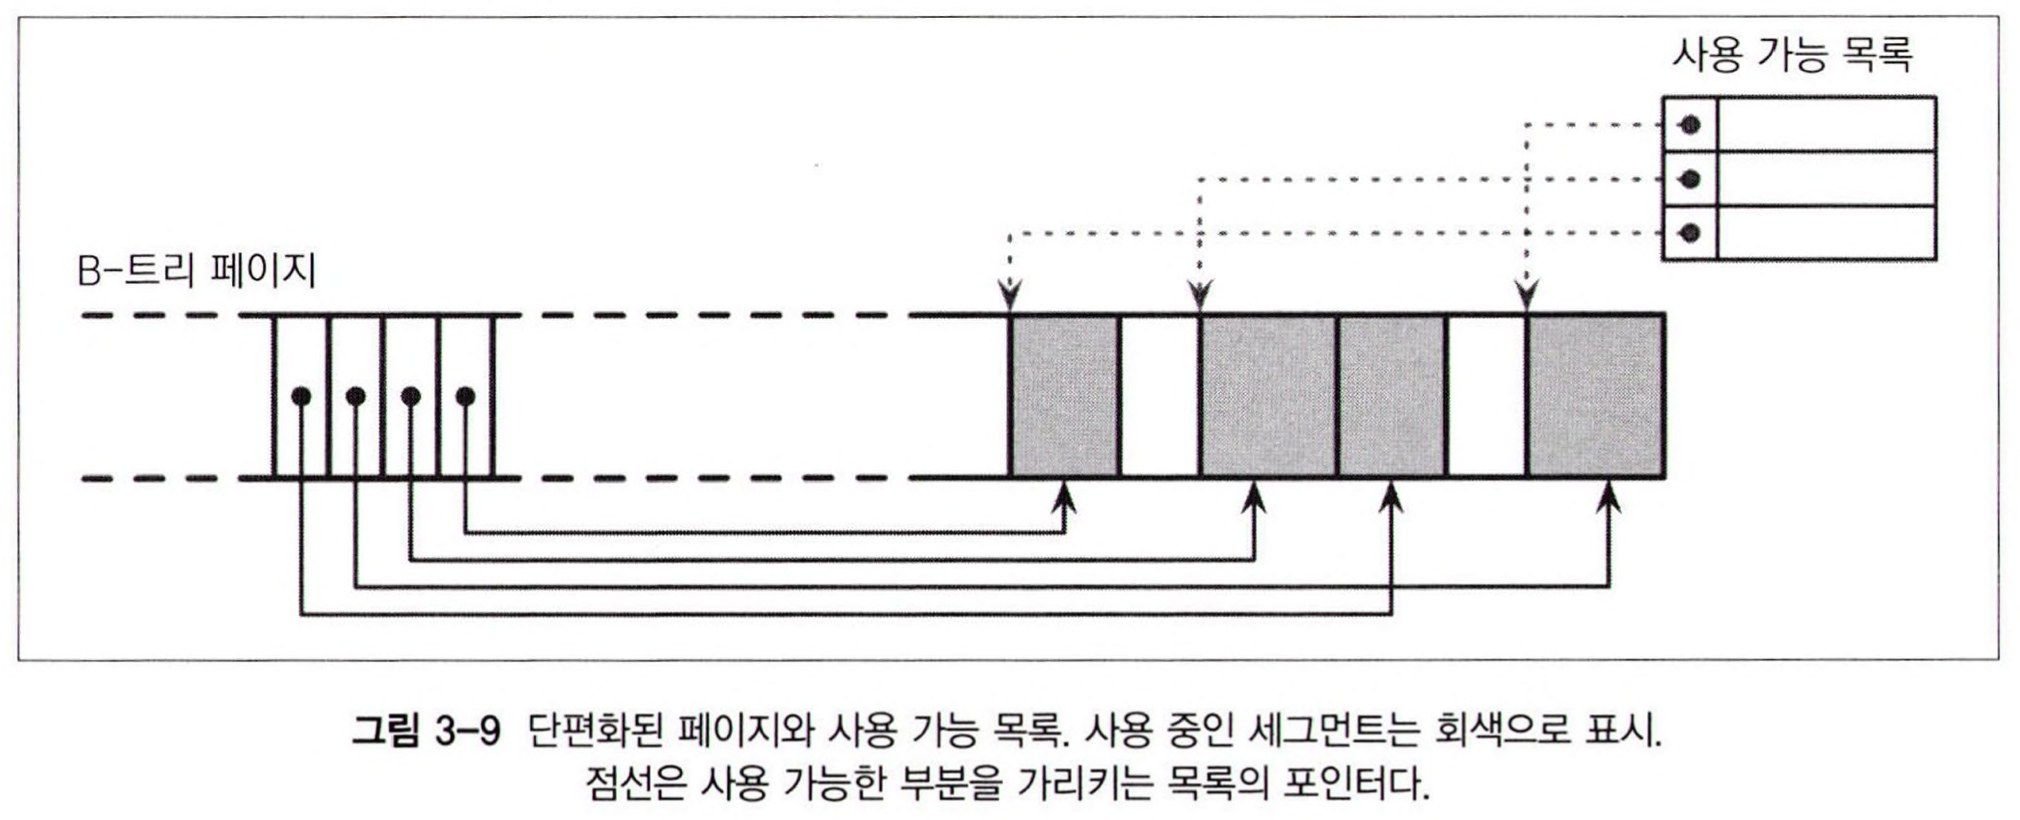 사용 가능 목록
B-트리 페이지
그림 3-9 단편화된 페이지와 사용 가능 목록. 사용 중인 세그먼트는 회색으로 표시.
점선은 사용 가능한 부분을 가리키는 목록의 포인터다.